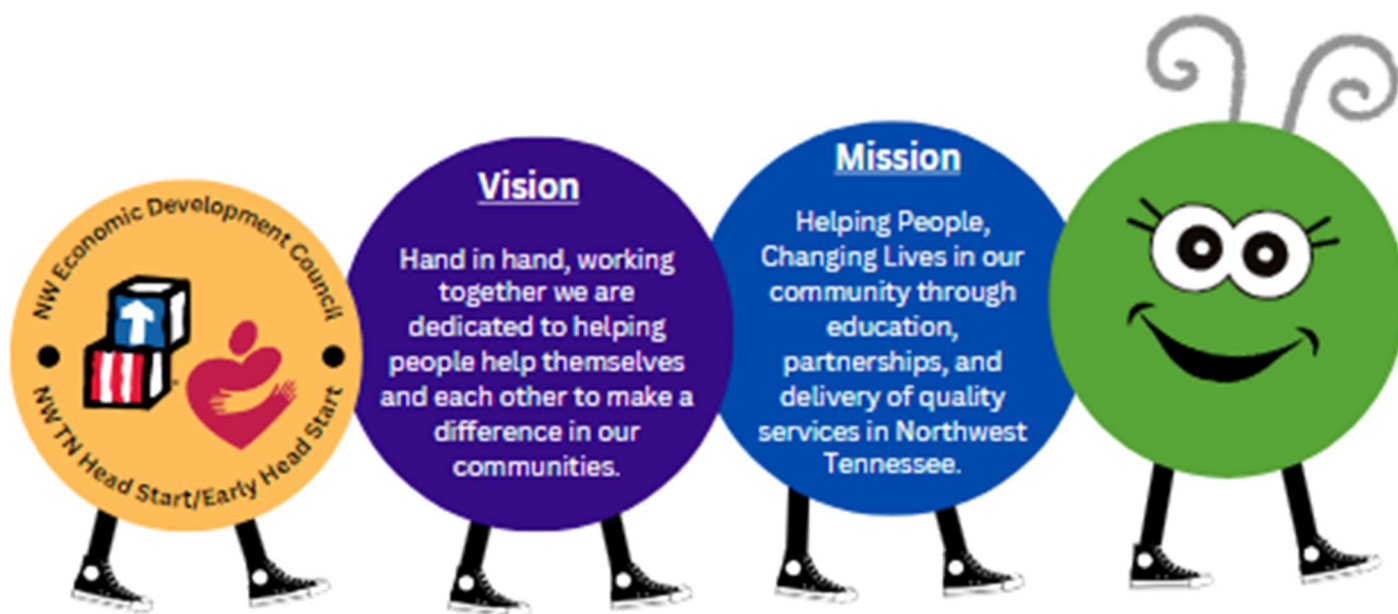 NW Economic Development Council
NW TN Head Start/Early Head Start
Vision
Hand in hand, working
together we are
dedicated to helping
people help themselves
and each other to make a
difference in our
communities.
Mission
Helping People,
Changing Lives in our
community through
education,
partnerships, and
delivery of quality
services in Northwest
Tennessee.